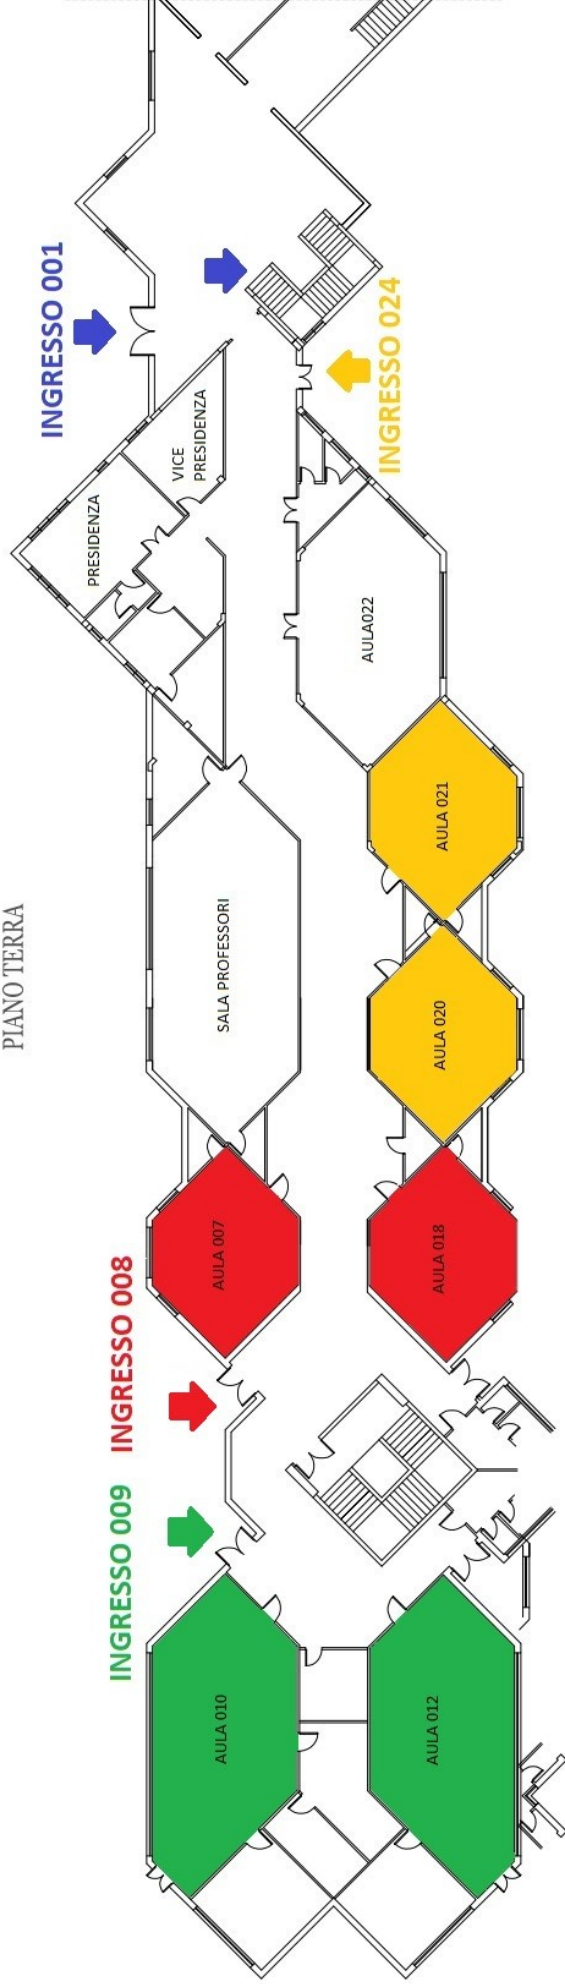 PIANO TERRA
INGRESSO 001
INGRESSO 024
VICE
PRESIDENZA
PRESIDENZA
AULA022
AULA 021
SALA PROFESSORI
AULA 020
AULA 007
AULA 018
INGRESSO 008
INGRESSO 009
AULA 010
AULA 012